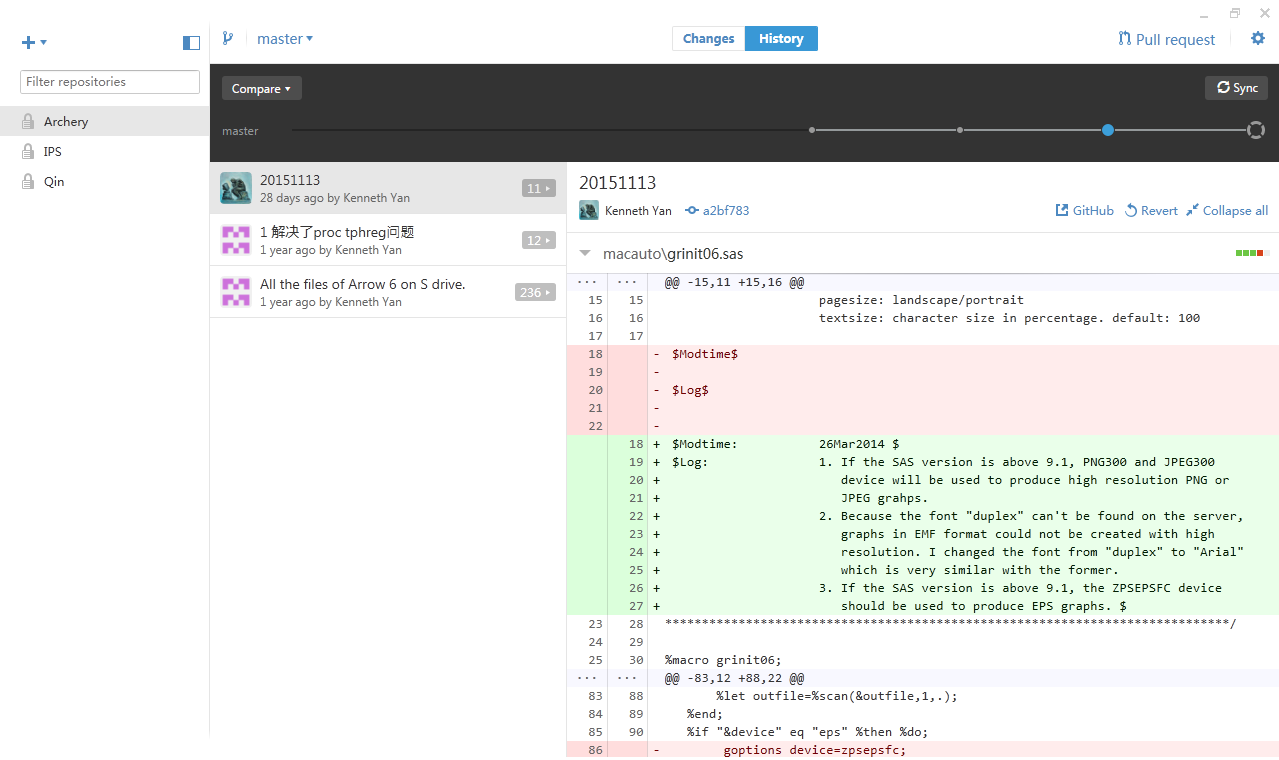 master
Changes
History
Pull request
Filter repositories
Compare
Sync
master
Archery
IPS
Qin
20151113
28 days ago by Kenneth Yan
11
1 解决了proc tphreg问题
1 year ago by Kenneth Yan
12
All the files of Arrow 6 on S drive.
1 year ago by Kenneth Yan
236
20151113
Kenneth Yan a2bf783
GitHub Revert Collapse all
macauto\grinit06.sas
... ... @@ -15,11 +15,16 @@
15 15 pagesize: landscape/portrait
16 16 textsize: character size in percentage. default: 100
17 17
18 - $Modtime$
19 -
20 - $Log$
21 -
22 -
18 + $Modtime: 26Mar2014 $
19 + $Log: 1. If the SAS version is above 9.1, PNG300 and JPEG300
20 + device will be used to produce high resolution PNG or
21 + JPEG grahps.
22 + 2. Because the font "duplex" can't be found on the server,
23 + graphs in EMF format could not be created with high
24 + resolution. I changed the font from "duplex" to "Arial"
25 + which is very similar with the former.
26 + 3. If the SAS version is above 9.1, the ZPSEPSFC device
27 + should be used to produce EPS graphs. $
23 28 *****************************************************************************/
24 29
25 30 %macro grinit06;
... ... @@ -83,12 +88,22 @@
83 88 %let outfile=%scan(&outfile,1,.);
84 89 %end;
85 90 %if "&device" eq "eps" %then %do;
86 - goptions device=zpsepsfc;